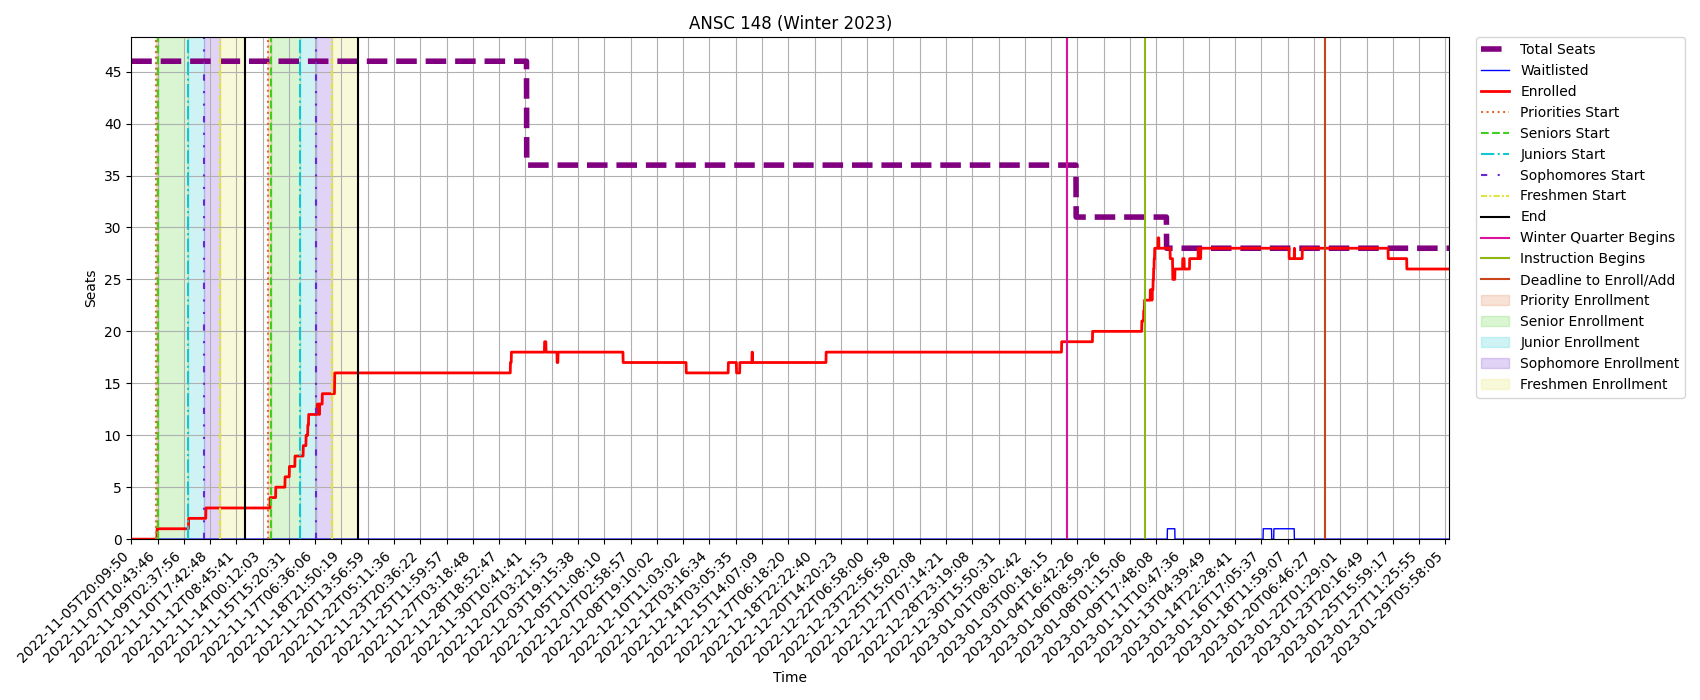 ANSC 148 (Winter 2023)
Seats
45
40
35
30
25
20
15
10
5
0
2022-11-05T20:09:50
2022-11-07T10:43:46
2022-11-09T02:37:56
2022-11-10T17:42:48
2022-11-12T08:45:41
2022-11-14T00:12:03
2022-11-15T15:20:31
2022-11-17T06:36:06
2022-11-18T21:50:19
2022-11-20T13:56:59
2022-11-22T05:11:36
2022-11-23T20:36:22
2022-11-25T11:59:57
2022-11-27T03:18:48
2022-11-28T18:52:47
2022-11-30T10:41:41
2022-12-02T03:21:53
2022-12-03T19:15:38
2022-12-05T11:08:10
2022-12-07T02:58:57
2022-12-08T19:10:02
2022-12-10T11:03:02
2022-12-12T03:16:34
2022-12-14T03:05:35
2022-12-15T14:07:09
2022-12-17T06:18:20
2022-12-18T22:22:40
2022-12-20T14:20:23
2022-12-22T06:58:00
2022-12-23T22:56:58
2022-12-25T15:02:08
2022-12-27T07:14:21
2022-12-28T23:19:08
2022-12-30T15:50:31
2023-01-01T08:02:42
2023-01-03T00:18:15
2023-01-04T16:42:26
2023-01-06T08:59:26
2023-01-08T01:15:06
2023-01-09T17:48:08
2023-01-11T10:47:36
2023-01-13T04:39:49
2023-01-14T22:28:41
2023-01-16T17:05:37
2023-01-18T11:59:07
2023-01-20T06:46:27
2023-01-22T01:29:01
2023-01-23T20:16:49
2023-01-25T15:59:17
2023-01-27T11:25:55
2023-01-29T05:58:05
Time
Total Seats
Waitlisted
Enrolled
Priorities Start
Seniors Start
Juniors Start
Sophomores Start
Freshmen Start
End
Winter Quarter Begins
Instruction Begins
Deadline to Enroll/Add
Priority Enrollment
Senior Enrollment
Junior Enrollment
Sophomore Enrollment
Freshmen Enrollment